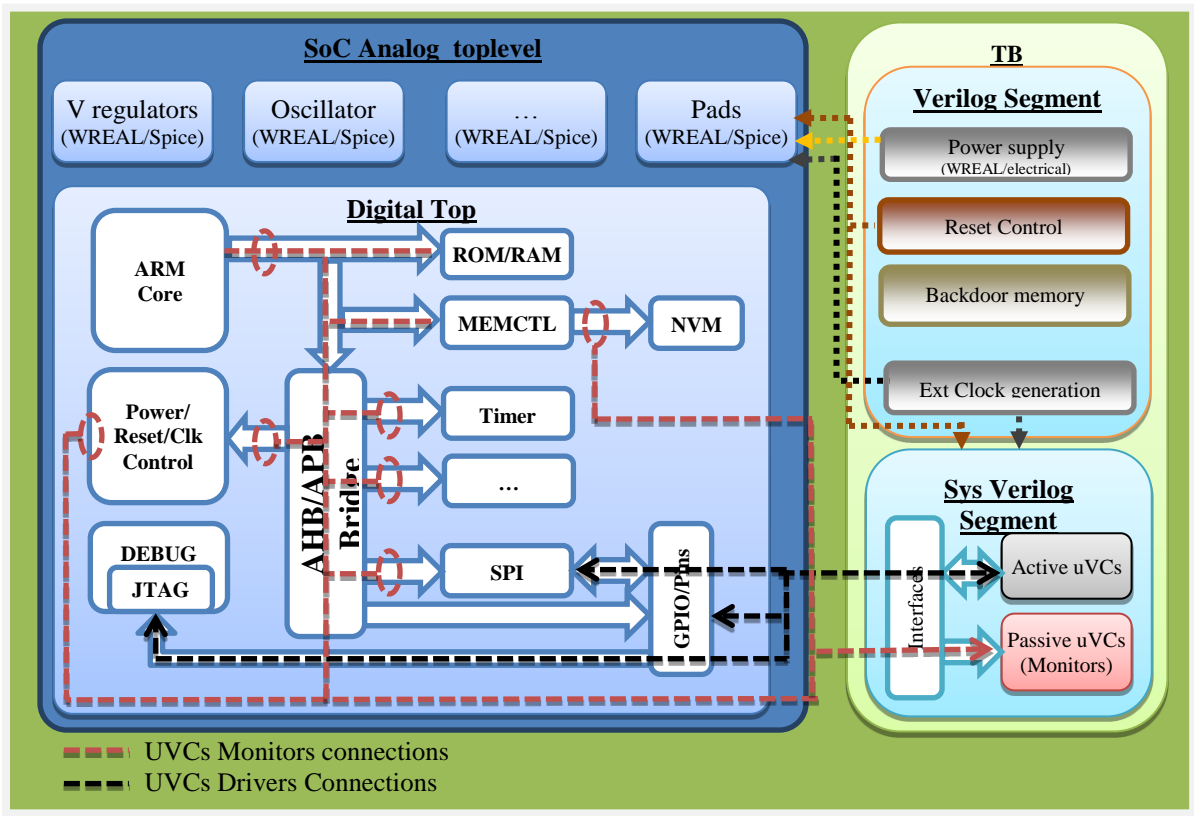 SoC Analog toplevel
V regulators
(WREAL/Spice)
Oscillator
(WREAL/Spice)
…
(WREAL/Spice)
Pads
(WREAL/Spice)
Digital Top
ARM
Core
ROM/RAM
MEMCTL
NVM
Power/
Reset/Clk
Control
AHB/APB
Bridge
Timer
…
SPI
DEBUG
JTAG
GPIO/Pins
TB
Verilog Segment
Power supply
(WREAL/electrical)
Reset Control
Backdoor memory
Ext Clock generation
Sys Verilog
Segment
Interfaces
Active uVCs
Passive uVCs
(Monitors)
UVCs Monitors connections
UVCs Drivers Connections